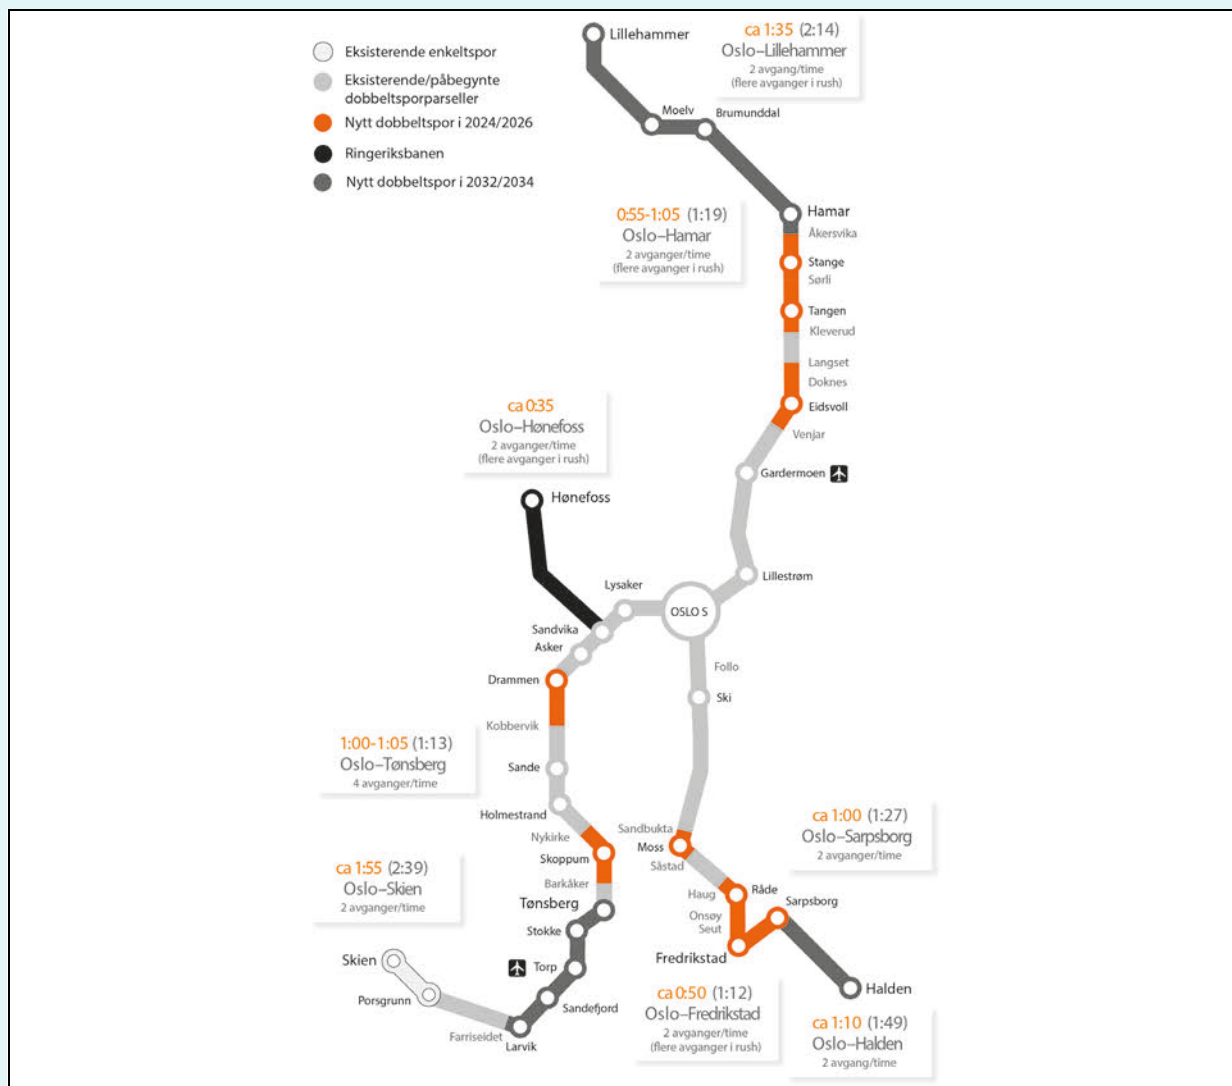 Eksisterende enkeltspor
Eksisterende/påbegynte
dobbeltsporparseller
Nytt dobbeltspor i 2024/2026
Ringeriksbanen
Nytt dobbeltspor i 2032/2034
Lillehammer
ca 1:35 (2:14)
Oslo–Lillehammer
2 avgang/time
(flere avganger i rush)
Moelv
Brumunddal
0:55-1:05 (1:19)
Oslo–Hamar
2 avganger/time
(flere avganger i rush)
Hamar
Åkersvika
Stange
Sørli
Tangen
Kleverud
Langset
Doknes
Eidsvoll
Venjar
Gardermoen
Lillestrøm
ca 0:35
Oslo–Hønefoss
2 avganger/time
(flere avganger i rush)
Hønefoss
Lysaker
OSLO S
Sandvika
Asker
Drammen
Kobbervik
Sande
Holmestrand
Nykirke
Skoppum
Barkåker
Tønsberg
Stokke
Torp
Sandefjord
Larvik
Farriseidet
Porsgrunn
Skien
1:00-1:05 (1:13)
Oslo–Tønsberg
4 avganger/time
ca 1:55 (2:39)
Oslo–Skien
2 avganger/time
Follo
Ski
Sandbukta
Moss
Såstad
Haug
Råde
Onsøy
Seut
Fredrikstad
Sarpsborg
Halden
ca 1:00 (1:27)
Oslo–Sarpsborg
2 avganger/time
ca 0:50 (1:12)
Oslo–Fredrikstad
2 avganger/time
(flere avganger i rush)
ca 1:10 (1:49)
Oslo–Halden
2 avgang/time